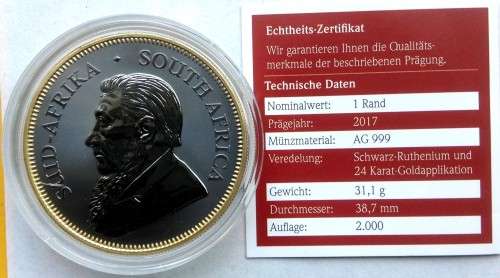 SUID-AFRIKA · SOUTH AFRICA
Echtheits-Zertifikat
Wir garantieren Ihnen die Qualitäts-
merkmale der beschriebenen Prägung.
Technische Daten
Nominalwert: 1 Rand
Prägejahr: 2017
Münzmaterial: AG 999
Veredelung: Schwarz-Ruthenium und
24 Karat-Goldapplikation
Gewicht: 31,1 g
Durchmesser: 38,7 mm
Auflage: 2.000